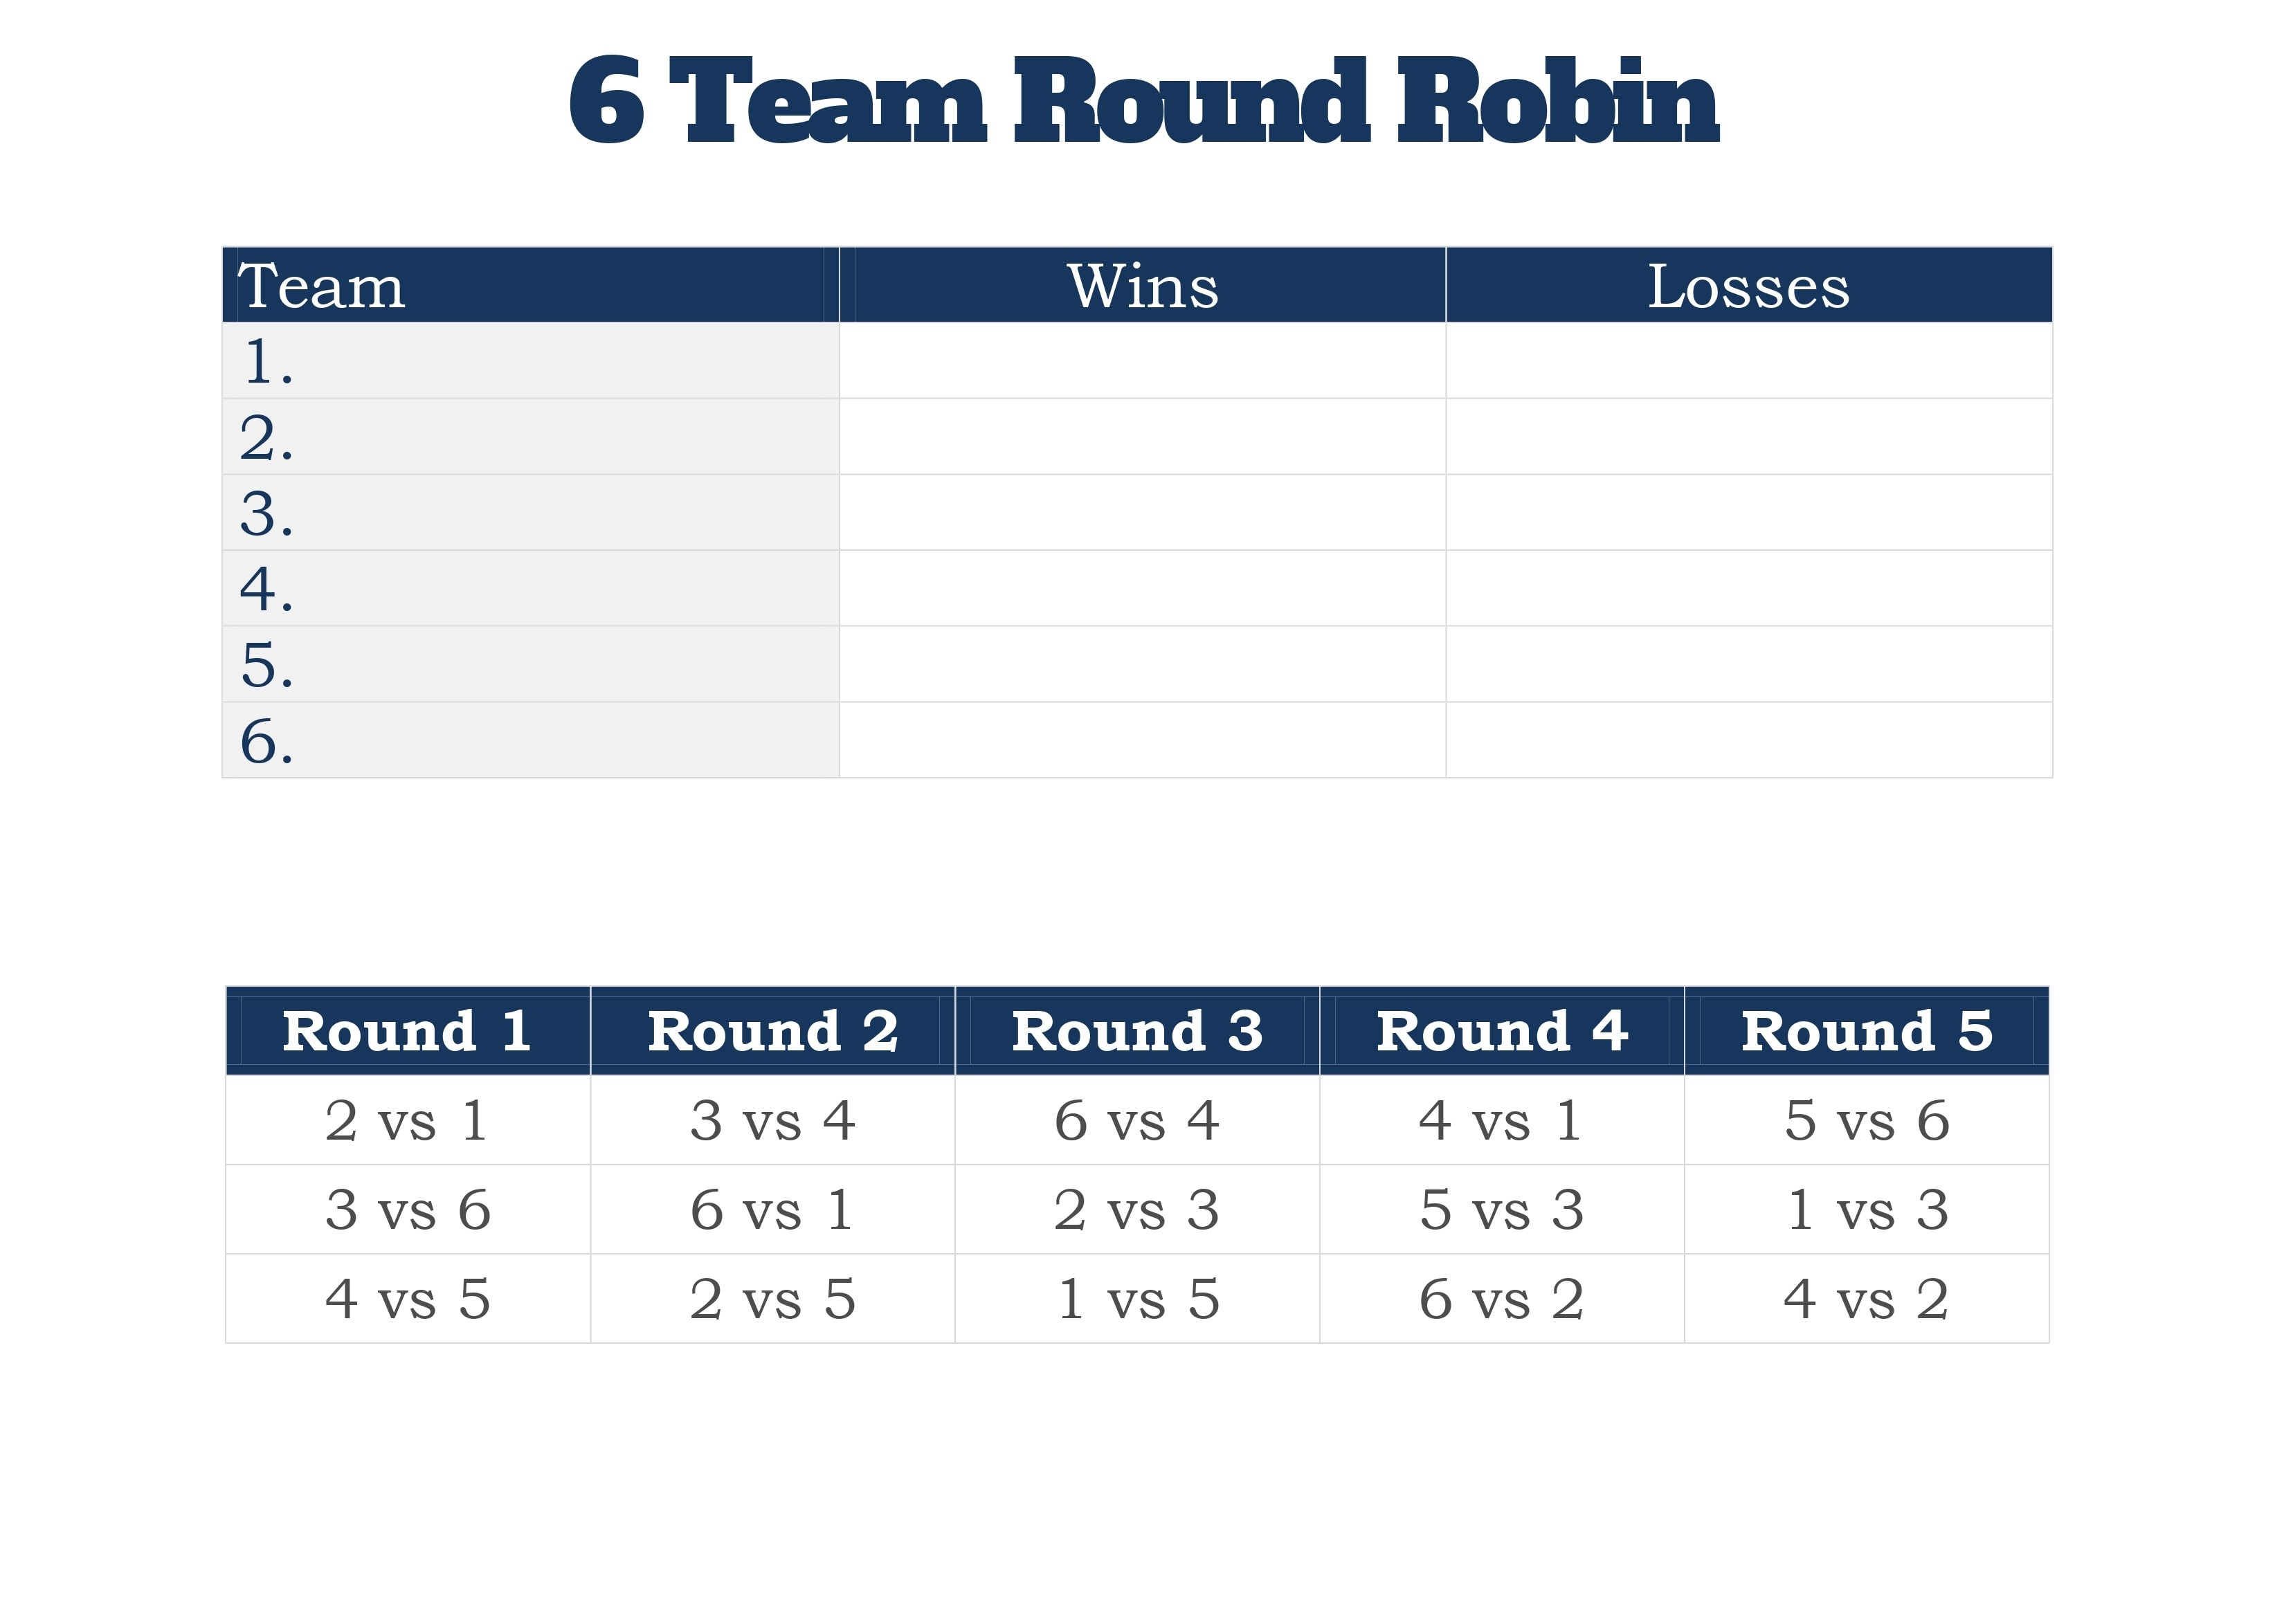 6 Team Round Robin
Team Wins Losses
1.
2.
3.
4.
5.
6.
Round 1 Round 2 Round 3 Round 4 Round 5
2 vs 1 3 vs 4 6 vs 4 4 vs 1 5 vs 6
3 vs 6 6 vs 1 2 vs 3 5 vs 3 1 vs 3
4 vs 5 2 vs 5 1 vs 5 6 vs 2 4 vs 2